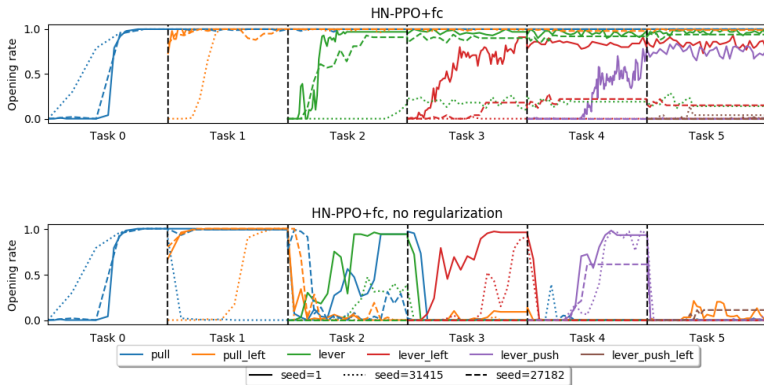 HN-PPO+fc
1.0
0.5
0.0
Opening rate
Task 0 Task 1 Task 2 Task 3 Task 4 Task 5
HN-PPO+fc, no regularization
1.0
0.5
0.0
Opening rate
Task 0 Task 1 Task 2 Task 3 Task 4 Task 5
pull pull_left lever lever_left lever_push lever_push_left
seed=1 seed=31415 seed=27182